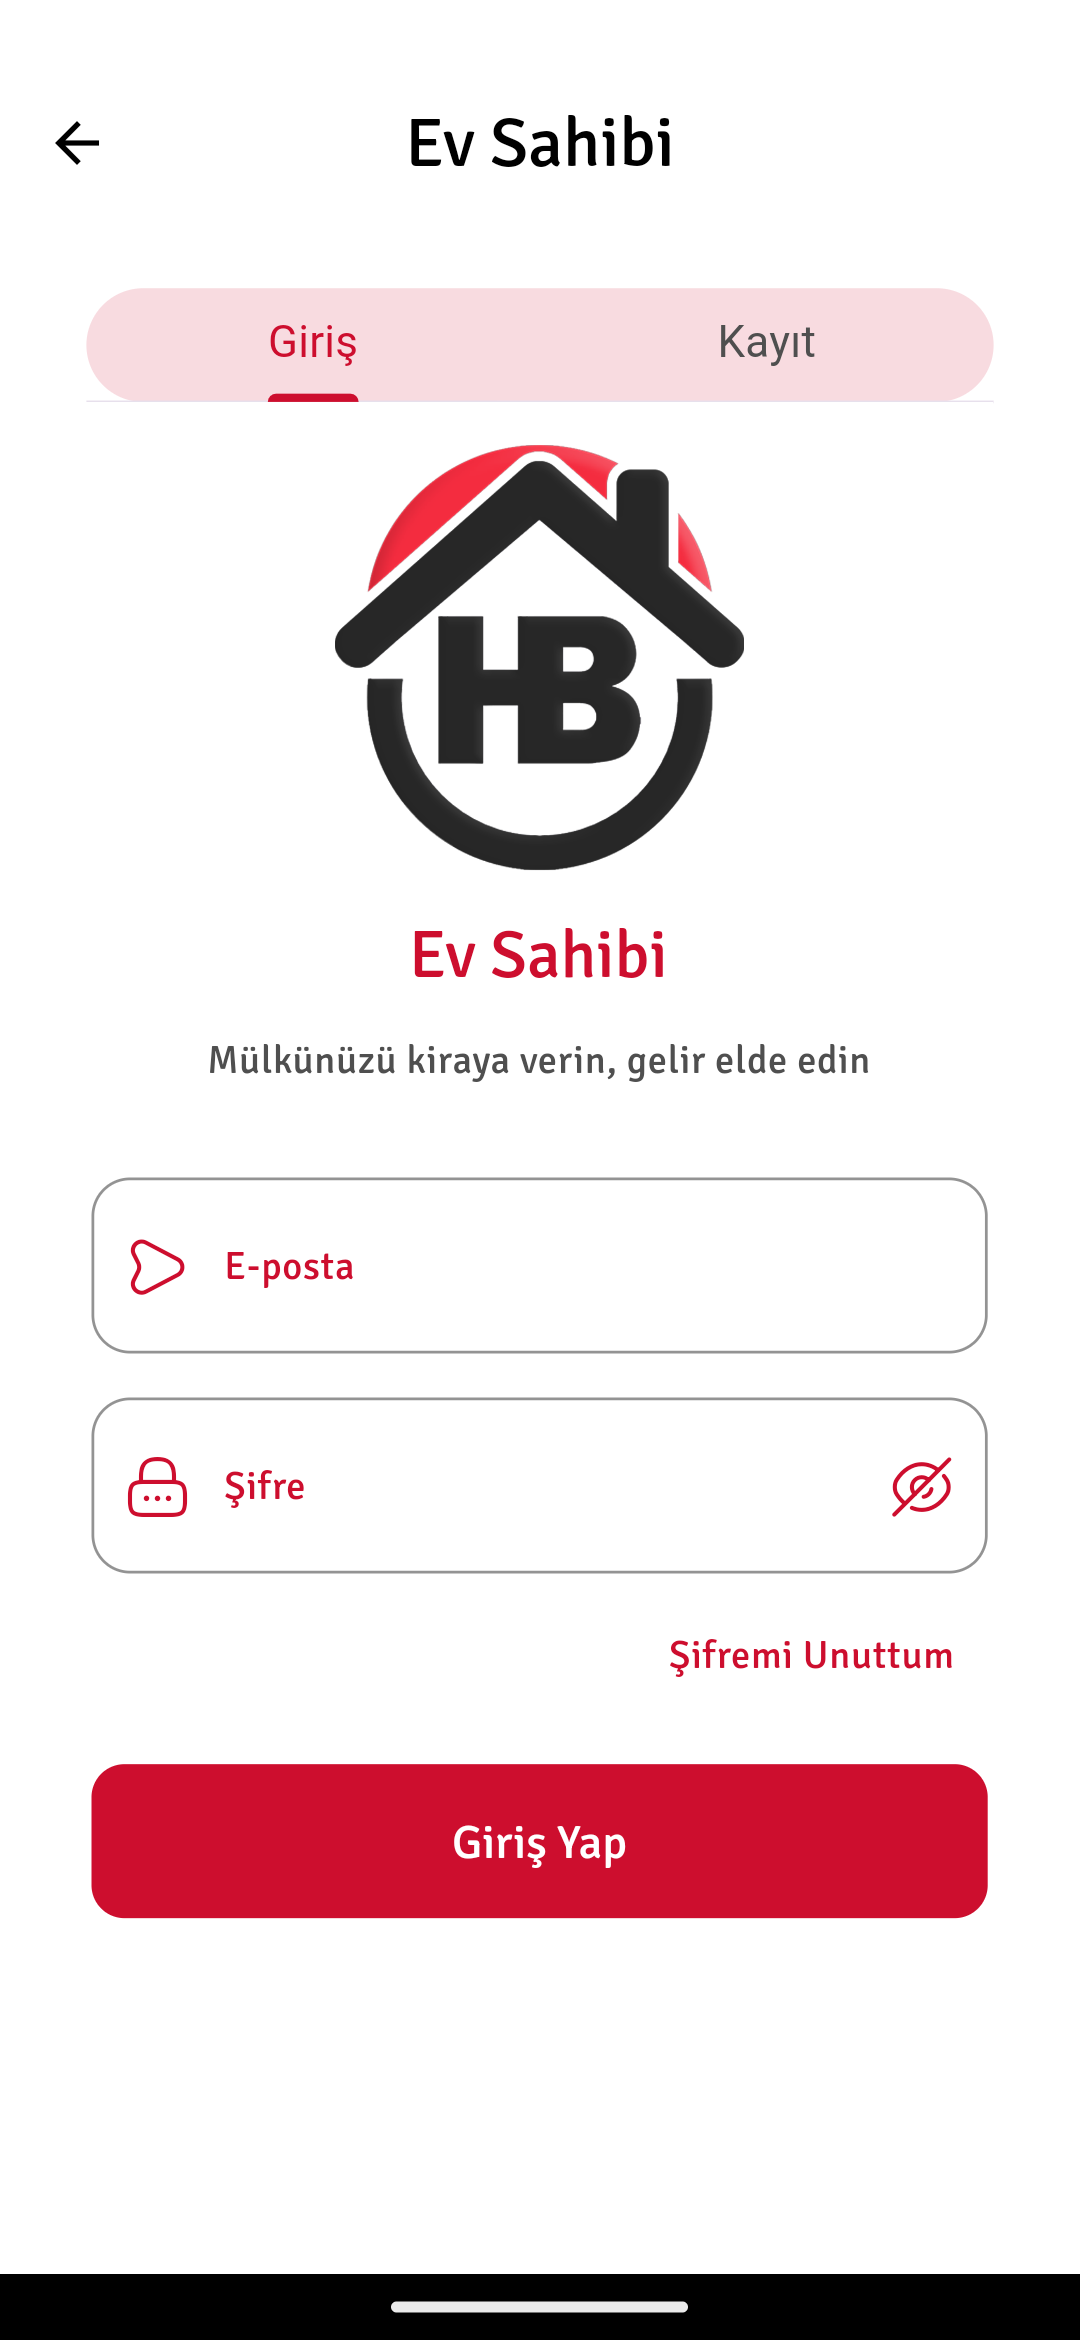 Ev Sahibi
Giriş
Kayıt
HB
Ev Sahibi
Mülkünüzü kiraya verin, gelir elde edin
E-posta
Şifre
Şifremi Unuttum
Giriş Yap